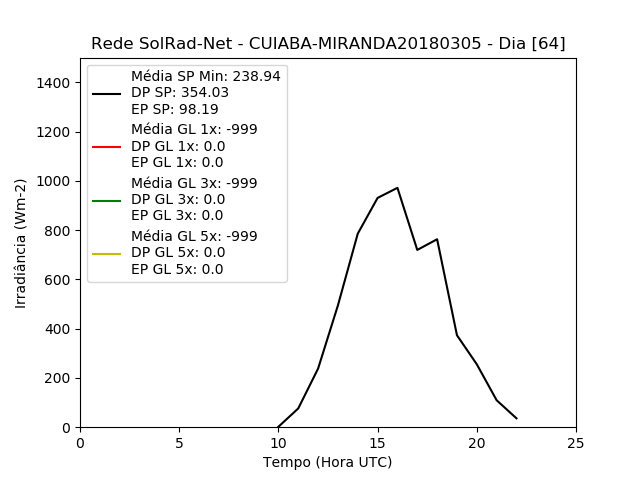 Rede SolRad-Net - CUIABA-MIRANDA20180305 - Dia [64]
Média SP Min: 238.94
DP SP: 354.03
EP SP: 98.19
Média GL 1x: -999
DP GL 1x: 0.0
EP GL 1x: 0.0
Média GL 3x: -999
DP GL 3x: 0.0
EP GL 3x: 0.0
Média GL 5x: -999
DP GL 5x: 0.0
EP GL 5x: 0.0
Irradiância (Wm-2)
1400
1200
1000
800
600
400
200
0
0 5 10 15 20 25
Tempo (Hora UTC)